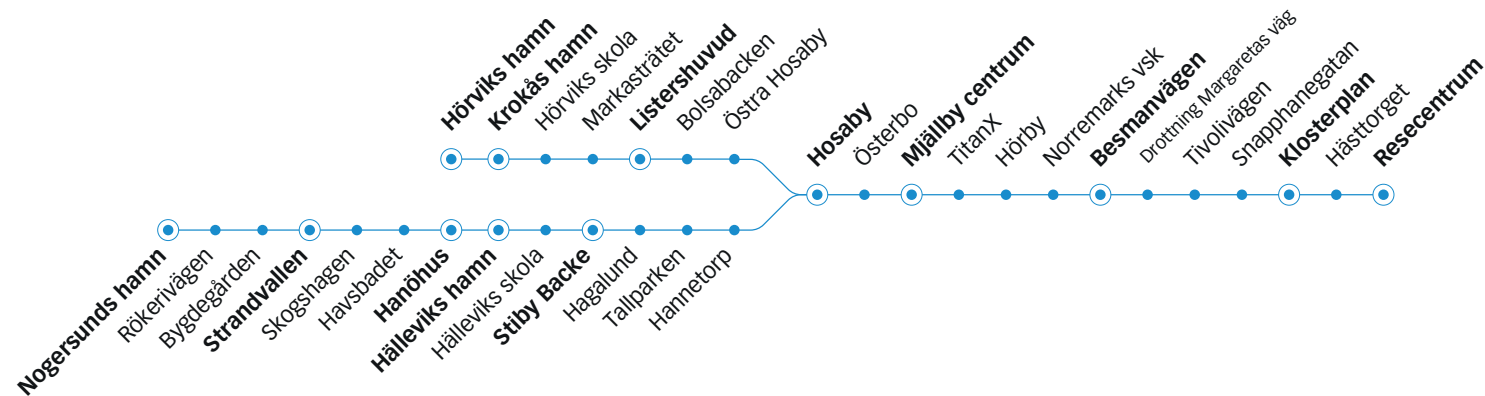 Hörviks hamn
Krokås hamn
Hörviks skola
Markasträtet
Listershuvud
Bolsabacken
Östra Hosaby
Hosaby
Österbo
Mjällby centrum
TitanX
Hörby
Norremarks vsk
Besmanvägen
Drottning Margaretas väg
Tivolivägen
Snapphanegatan
Klosterplan
Hästtorget
Resecentrum
Nogersunds hamn
Rökerivägen
Bygdegården
Strandvallen
Skogshagen
Havsbadet
Hanöhus
Hälleviks hamn
Hälleviks skola
Stiby Backe
Hagalund
Tallparken
Hannetorp